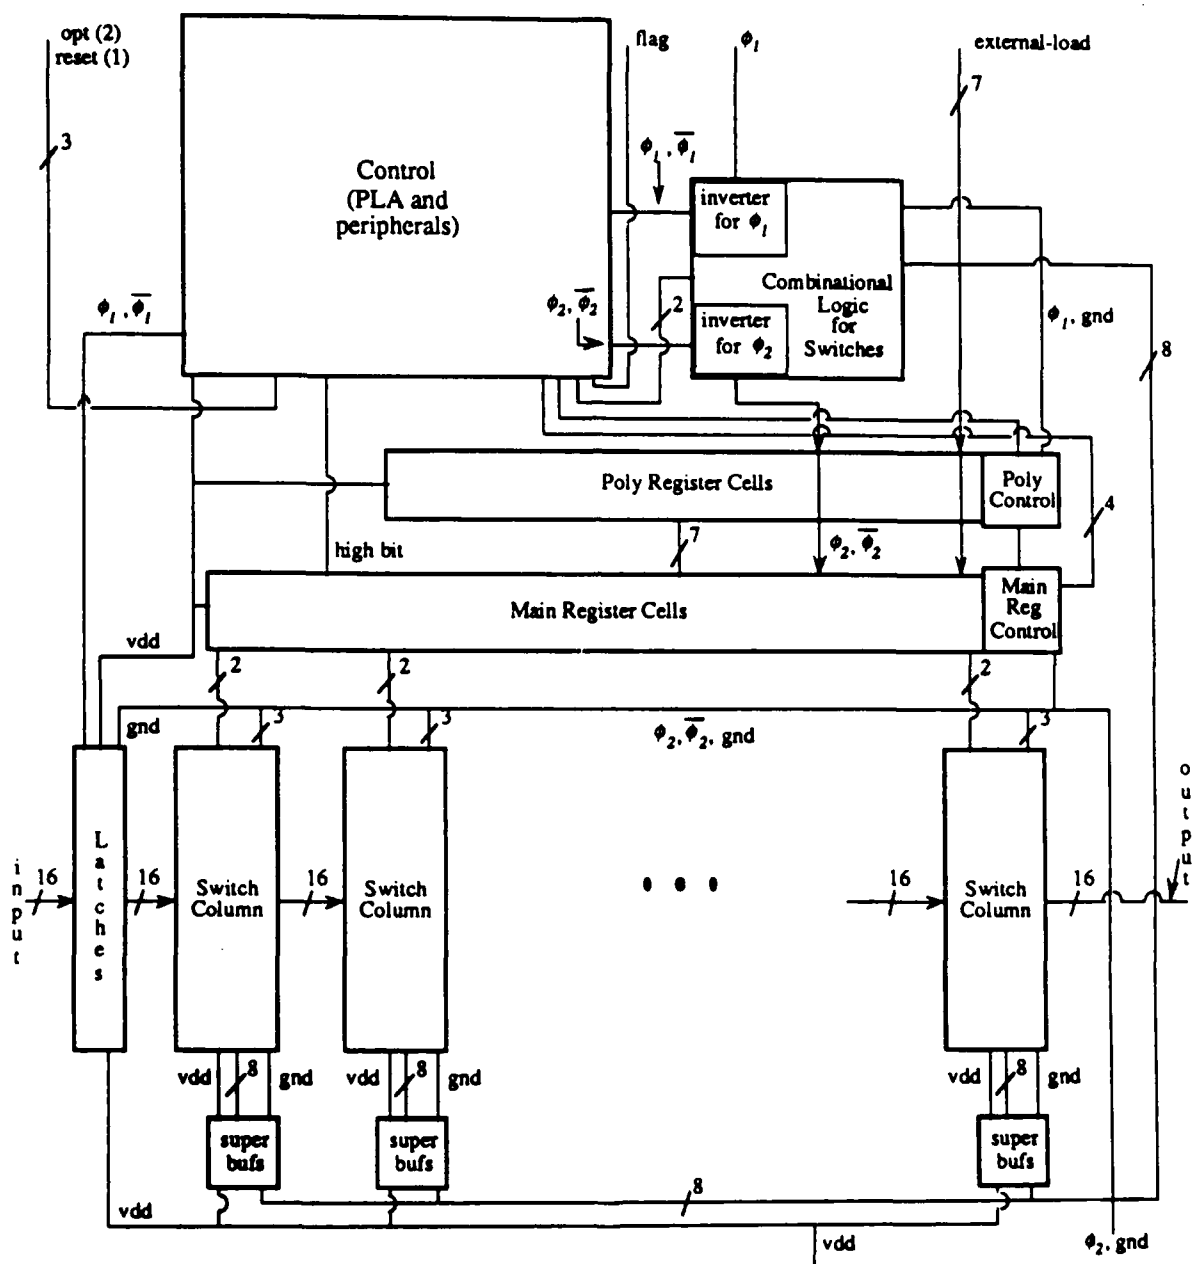 opt (2)
reset (1)
flag
ϕ₁
external-load
7
3
Control
(PLA and
peripherals)
ϕ₁, ϕ̅₁
inverter
for ϕ₁
Combinational
Logic
for
Switches
ϕ₁, ϕ̅₁
ϕ₂, ϕ̅₂
2
inverter
for ϕ₂
ϕ₁, gnd
8
Poly Register Cells
Poly
Control
4
high bit
7
ϕ₂, ϕ̅₂
Main Register Cells
Main
Reg
Control
vdd
2
2
2
gnd
3
3
ϕ₂, ϕ̅₂, gnd
3
input
16
Latches
16
Switch
Column
16
Switch
Column
16
Switch
Column
16
output
vdd
8
gnd
vdd
8
gnd
vdd
8
gnd
super
bufs
super
bufs
super
bufs
8
vdd
vdd
ϕ₂, gnd